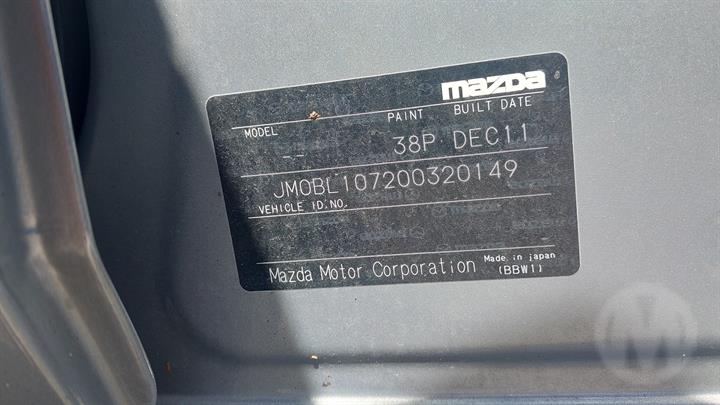 mazda
MODEL PAINT BUILT DATE
-- 38P DEC11
JM0BL107200320149
VEHICLE ID.NO.
Mazda Motor Corporation Made in japan
(BBW1)
M